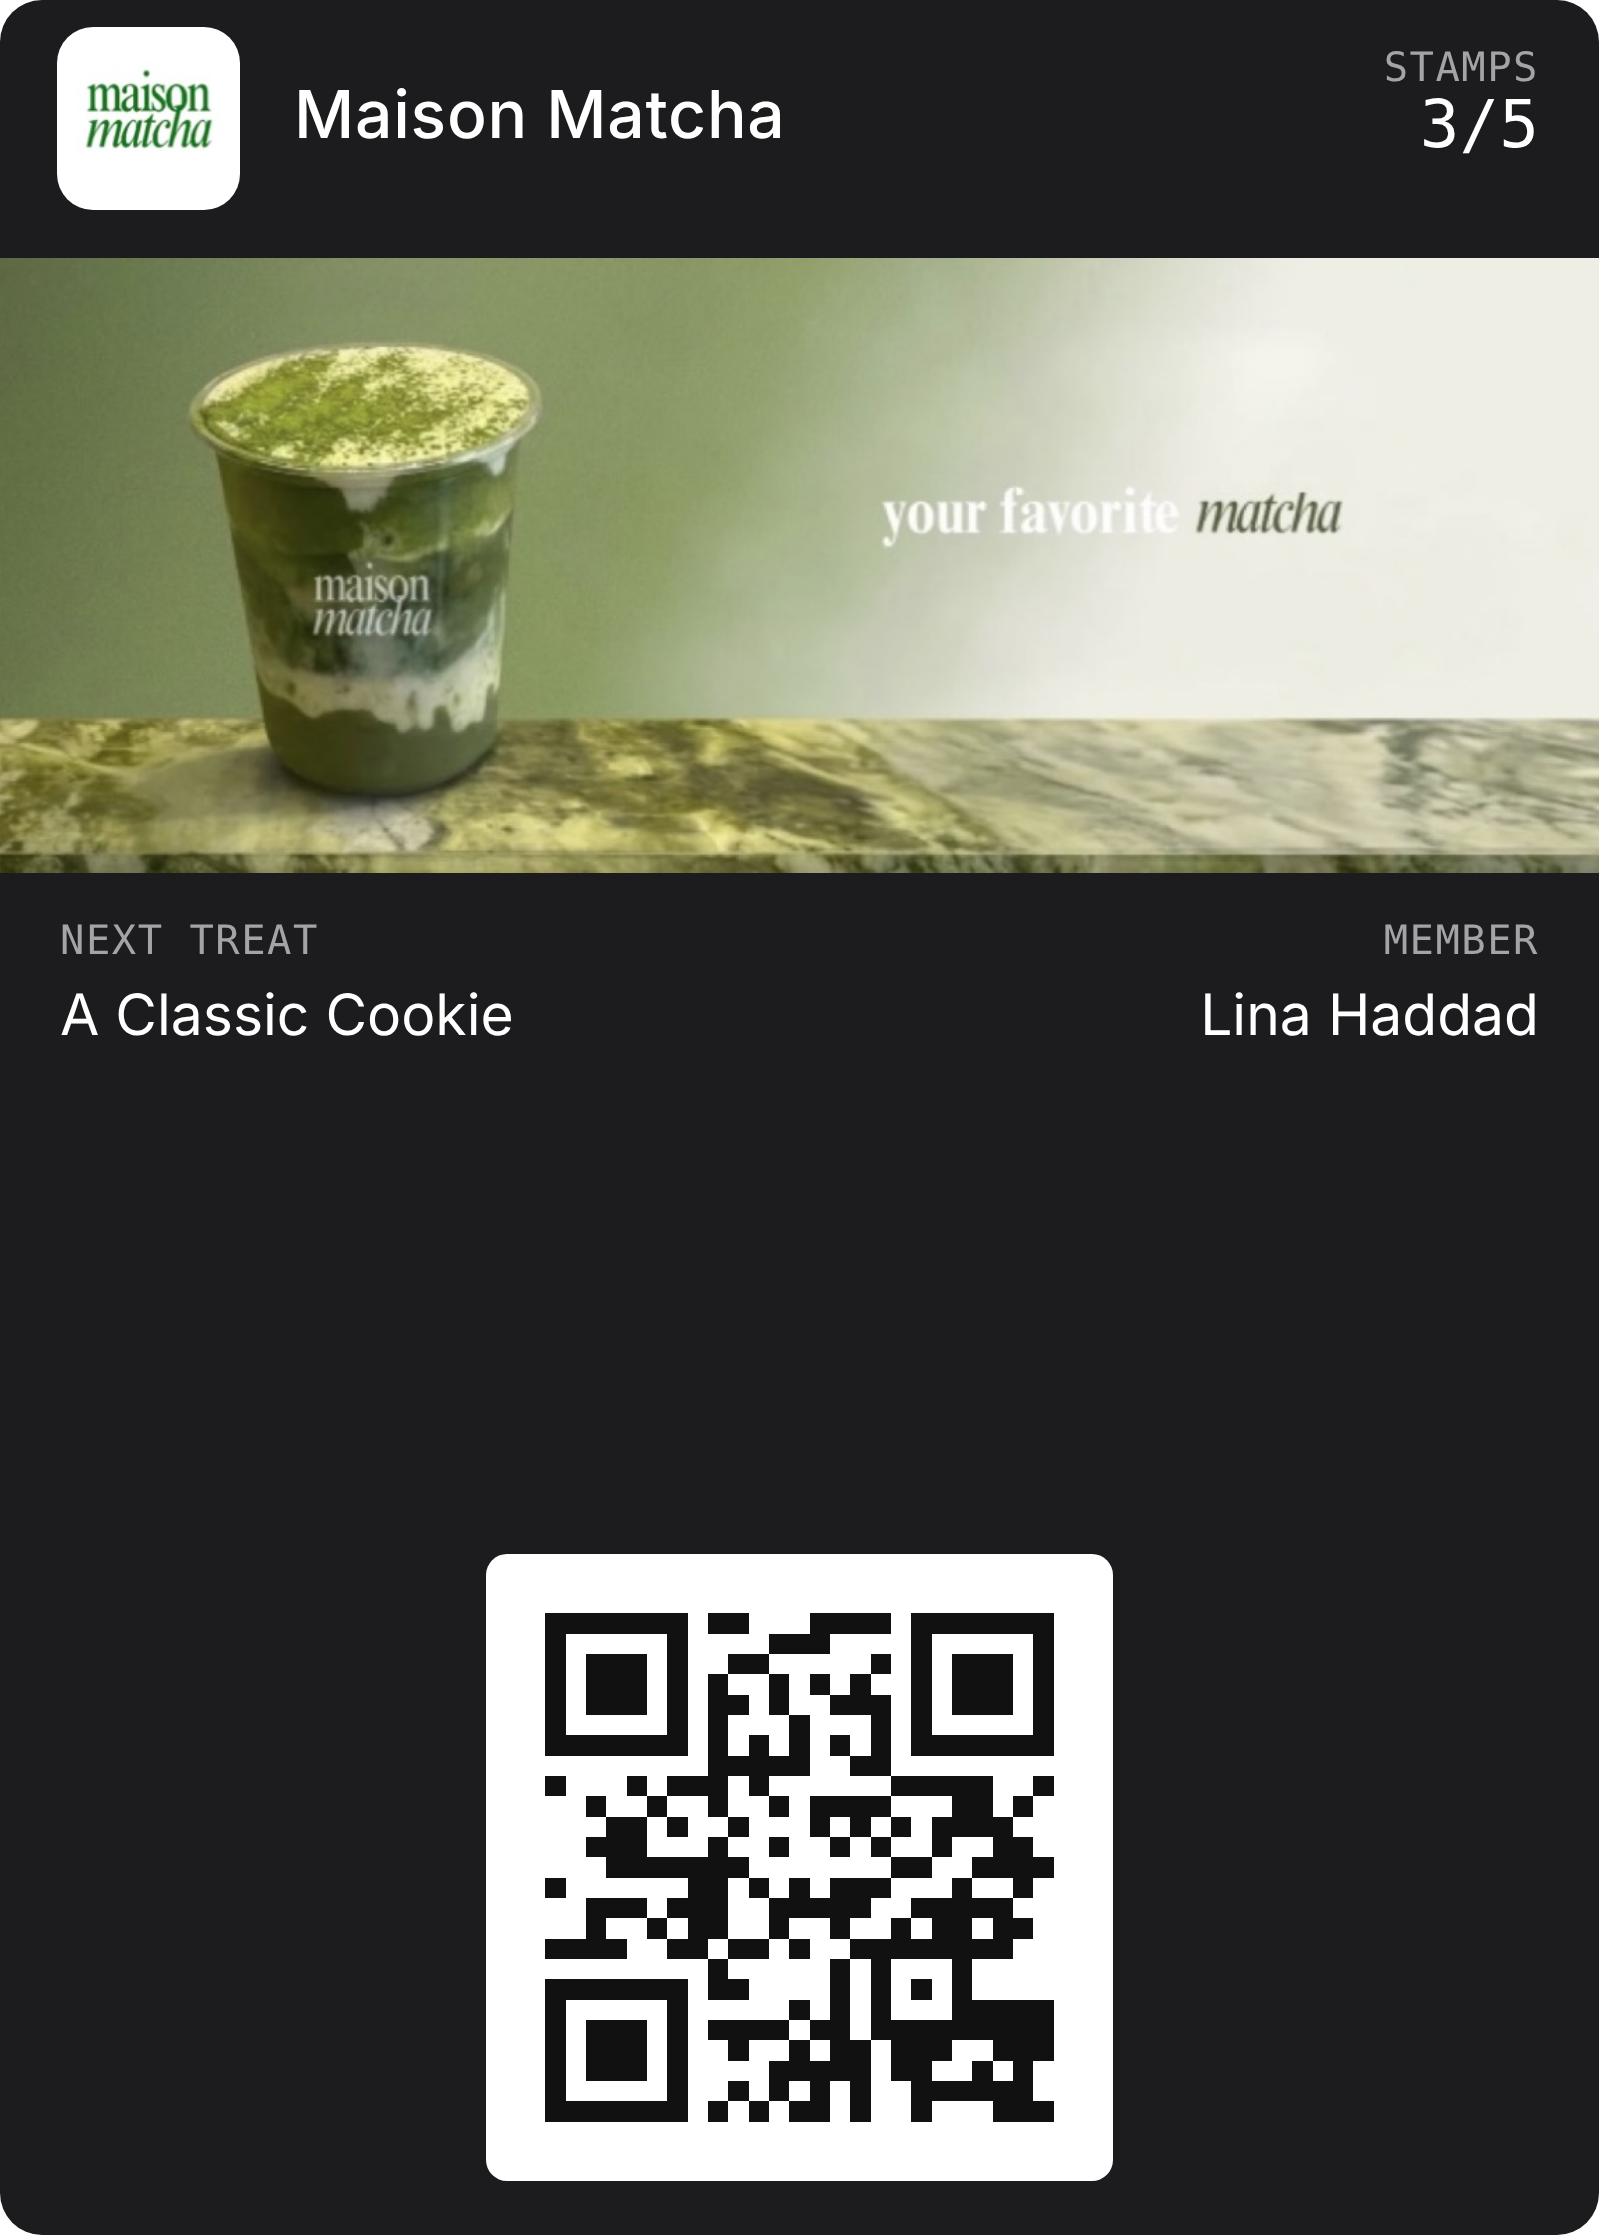 maison
matcha
Maison Matcha
STAMPS
3/5
your favorite matcha
maison
matcha
NEXT TREAT
A Classic Cookie
MEMBER
Lina Haddad